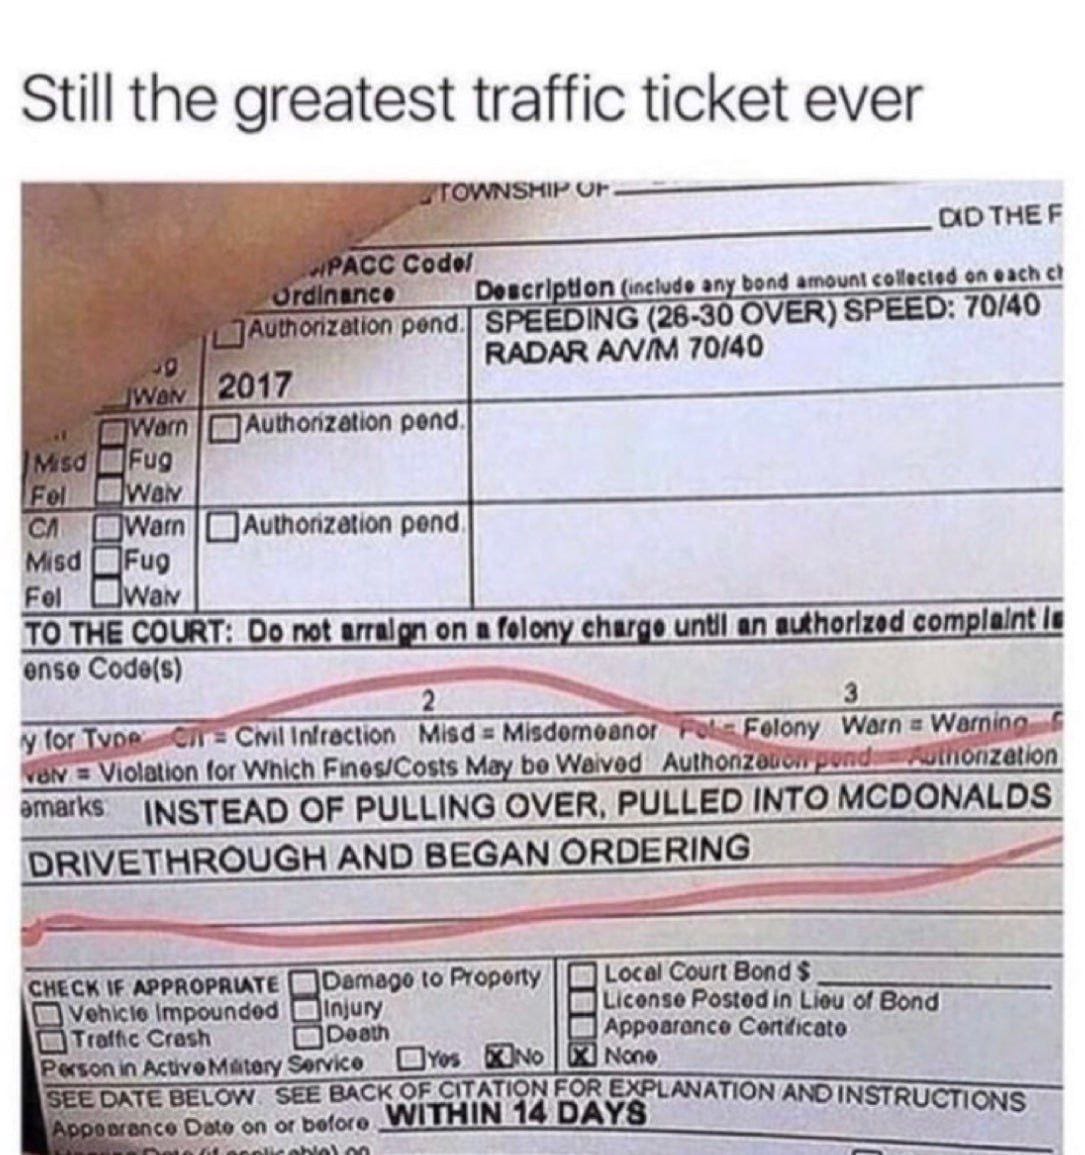 Still the greatest traffic ticket ever
TOWNSHIP OF
DID THE F
PACC Code/
Ordinance
Description (include any bond amount collected on each ch
Authorization pend.
SPEEDING (26-30 OVER) SPEED: 70/40
RADAR A/V/M 70/40
Waiv
2017
Warn Authorization pend.
Misd Fug
Fel Waiv
C/I Warn Authorization pend.
Misd Fug
Fel Waiv
TO THE COURT: Do not arraign on a felony charge until an authorized complaint is
ense Code(s)
2 3
y for Type C/I = Civil Infraction Misd = Misdemeanor Fel = Felony Warn = Warning F
Waiv = Violation for Which Fines/Costs May be Waived Authorization pend = Authorization
emarks INSTEAD OF PULLING OVER, PULLED INTO MCDONALDS
DRIVETHROUGH AND BEGAN ORDERING
CHECK IF APPROPRIATE Damage to Property Local Court Bond $
Vehicle Impounded Injury License Posted in Lieu of Bond
Traffic Crash Death Appearance Certificate
Person in Active Military Service Yes X No X None
SEE DATE BELOW. SEE BACK OF CITATION FOR EXPLANATION AND INSTRUCTIONS
Appearance Date on or before WITHIN 14 DAYS